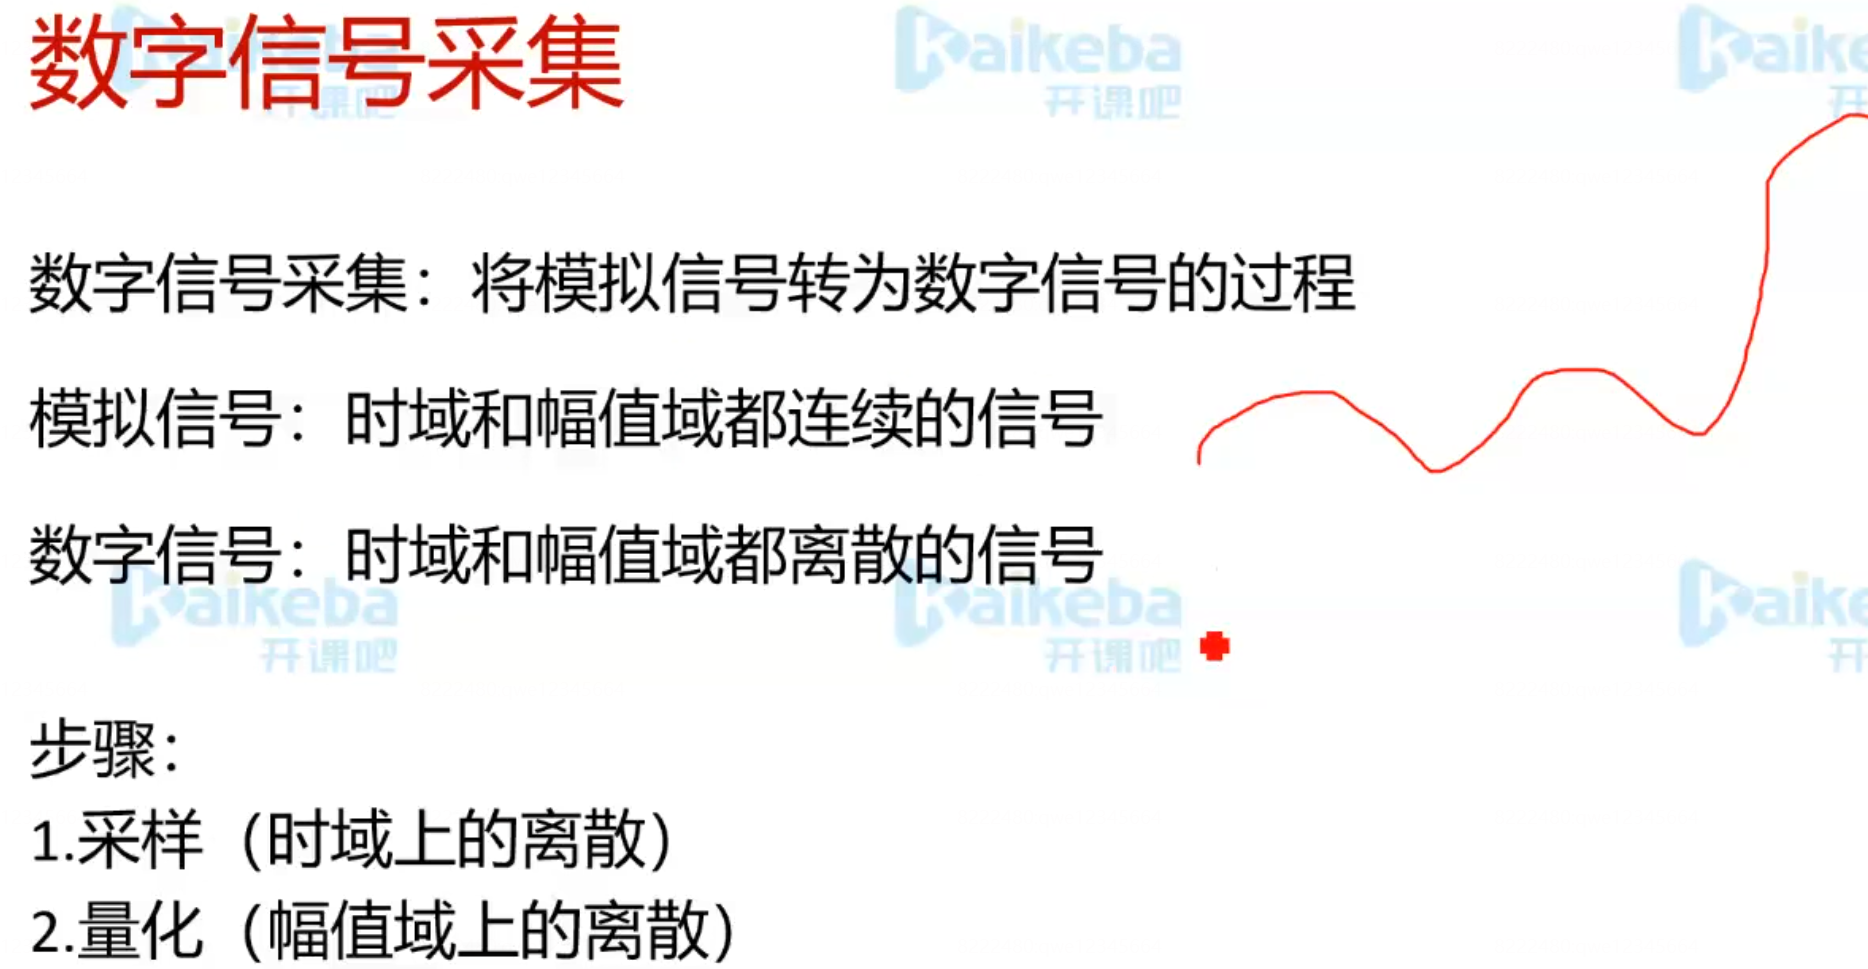 数字信号采集
数字信号采集：将模拟信号转为数字信号的过程
模拟信号：时域和幅值域都连续的信号
数字信号：时域和幅值域都离散的信号
步骤：
1.采样（时域上的离散）
2.量化（幅值域上的离散）
Kaikeba
开课吧
Kaikeba
开课吧
Kaike
开
Kaikeba
开课吧
Kaikeba
开课吧
Kaike
开